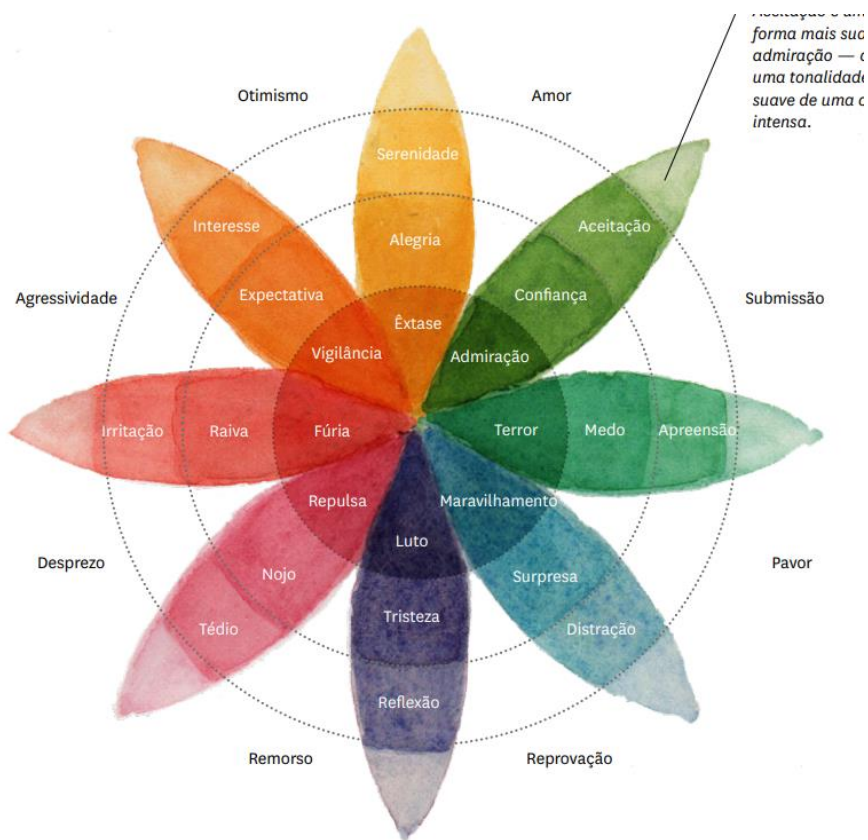 forma mais
admiração —
uma tonalidade
suave de uma
intensa.
Otimismo
Amor
Serenidade
Interesse
Alegria
Aceitação
Expectativa
Confiança
Agressividade
Submissão
Êxtase
Vigilância
Admiração
Irritação
Raiva
Fúria
Terror
Medo
Apreensão
Repulsa
Maravilhamento
Luto
Desprezo
Pavor
Nojo
Surpresa
Tristeza
Tédio
Distração
Reflexão
Remorso
Reprovação